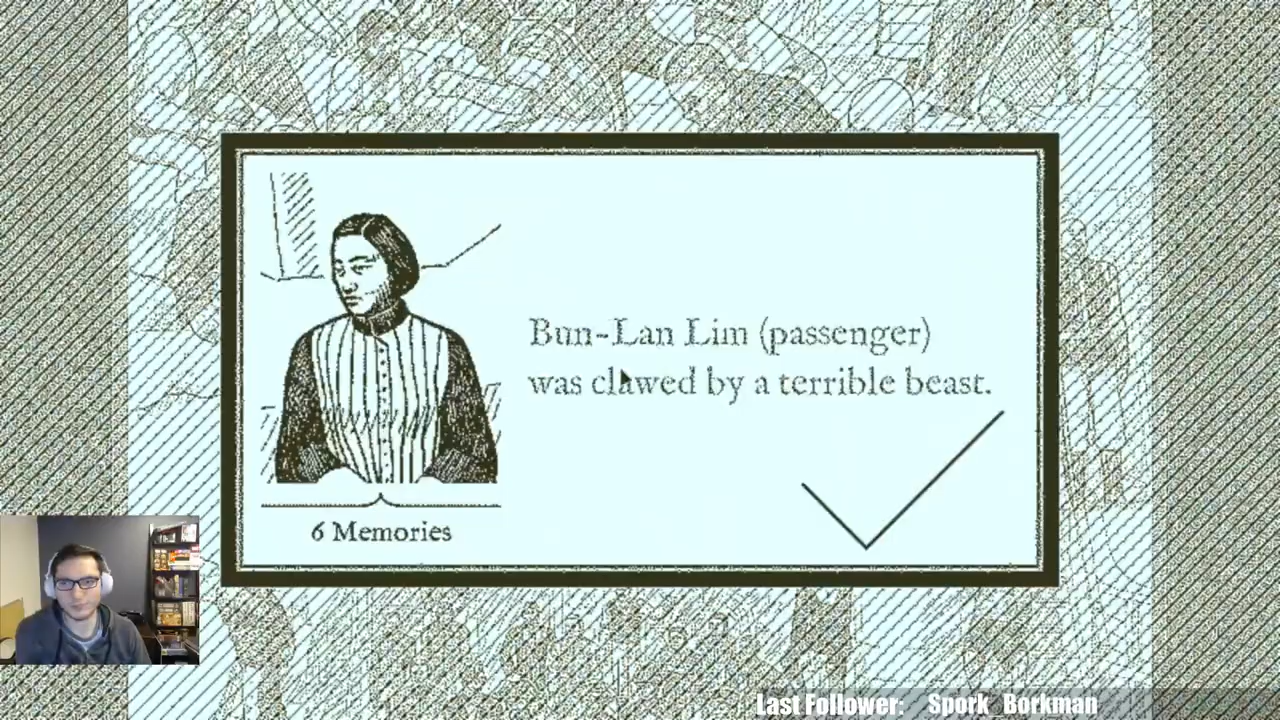 Bun-Lan Lim (passenger)
was clawed by a terrible beast.
6 Memories
Last Follower: Spork_Borkman